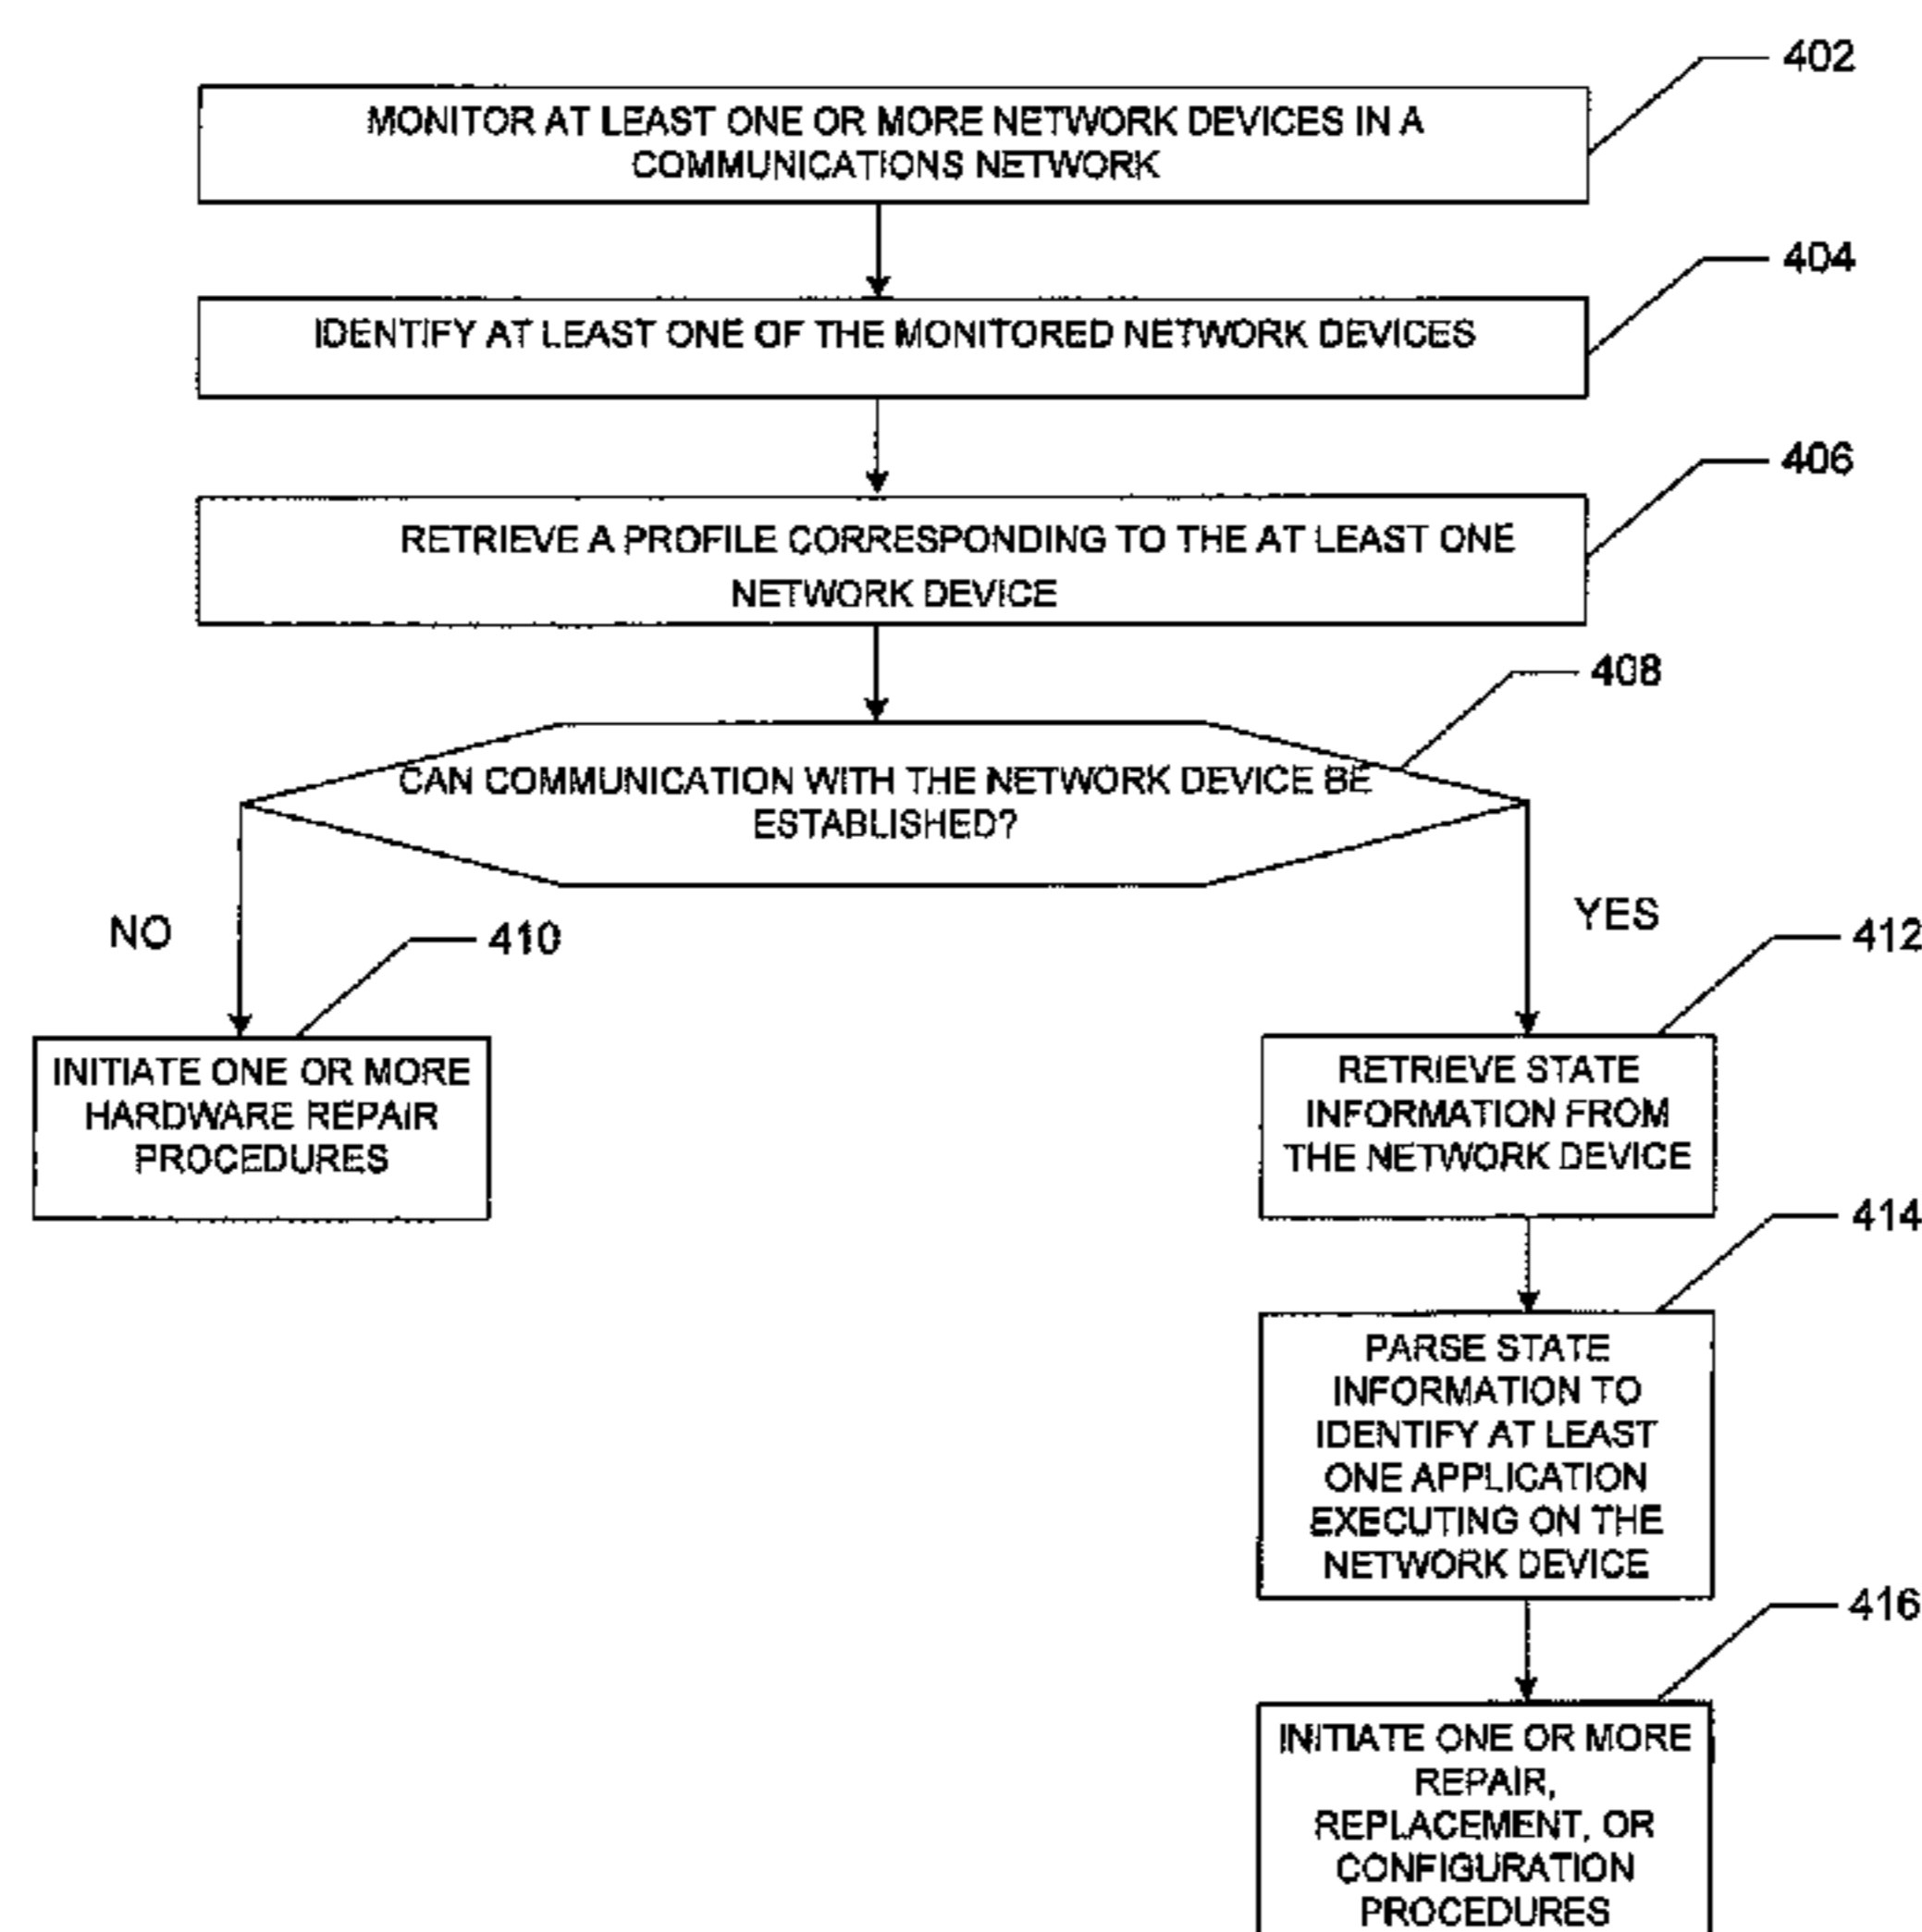 402
MONITOR AT LEAST ONE OR MORE NETWORK DEVICES IN A
COMMUNICATIONS NETWORK
404
IDENTIFY AT LEAST ONE OF THE MONITORED NETWORK DEVICES
406
RETRIEVE A PROFILE CORRESPONDING TO THE AT LEAST ONE
NETWORK DEVICE
408
CAN COMMUNICATION WITH THE NETWORK DEVICE BE
ESTABLISHED?
NO
YES
410
INITIATE ONE OR MORE
HARDWARE REPAIR
PROCEDURES
412
RETRIEVE STATE
INFORMATION FROM
THE NETWORK DEVICE
414
PARSE STATE
INFORMATION TO
IDENTIFY AT LEAST
ONE APPLICATION
EXECUTING ON THE
NETWORK DEVICE
416
INITIATE ONE OR MORE
REPAIR,
REPLACEMENT, OR
CONFIGURATION
PROCEDURES